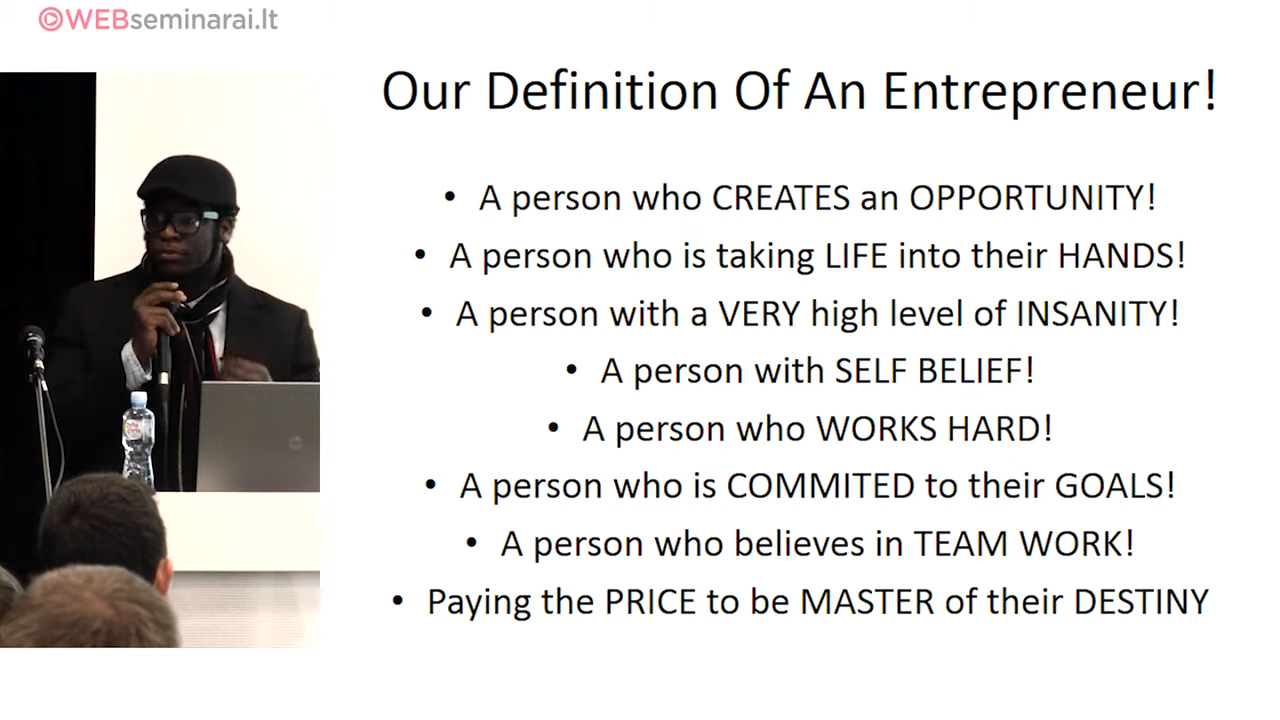 ©WEBseminarai.lt
Our Definition Of An Entrepreneur!
• A person who CREATES an OPPORTUNITY!
• A person who is taking LIFE into their HANDS!
• A person with a VERY high level of INSANITY!
• A person with SELF BELIEF!
• A person who WORKS HARD!
• A person who is COMMITED to their GOALS!
• A person who believes in TEAM WORK!
• Paying the PRICE to be MASTER of their DESTINY